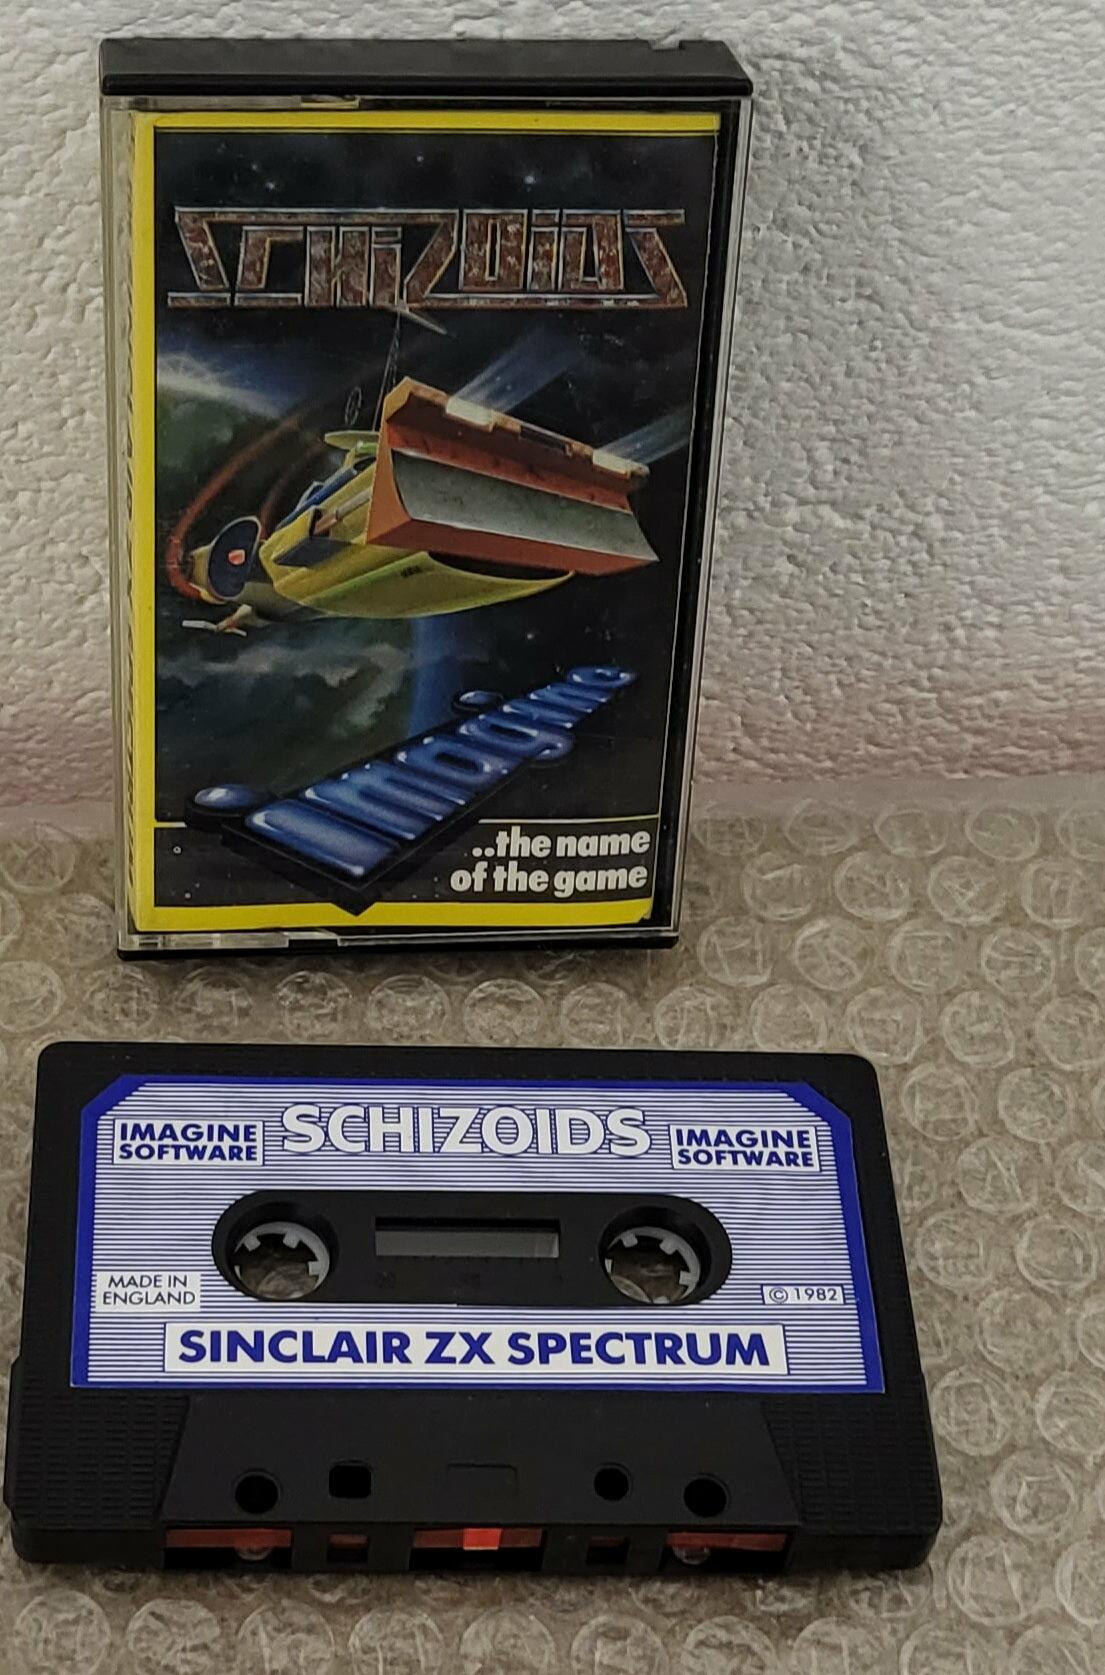 SCHIZOIDS
imagine
..the name
of the game
SCHIZOIDS
IMAGINE
SOFTWARE
IMAGINE
SOFTWARE
MADE IN
ENGLAND
© 1982
SINCLAIR ZX SPECTRUM